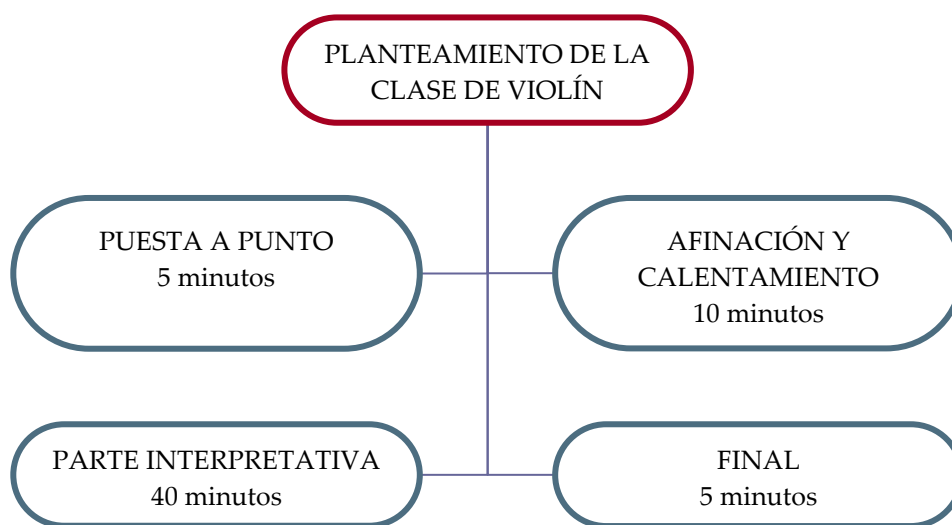 PLANTEAMIENTO DE LA
CLASE DE VIOLÍN
PUESTA A PUNTO
5 minutos
AFINACIÓN Y
CALENTAMIENTO
10 minutos
PARTE INTERPRETATIVA
40 minutos
FINAL
5 minutos